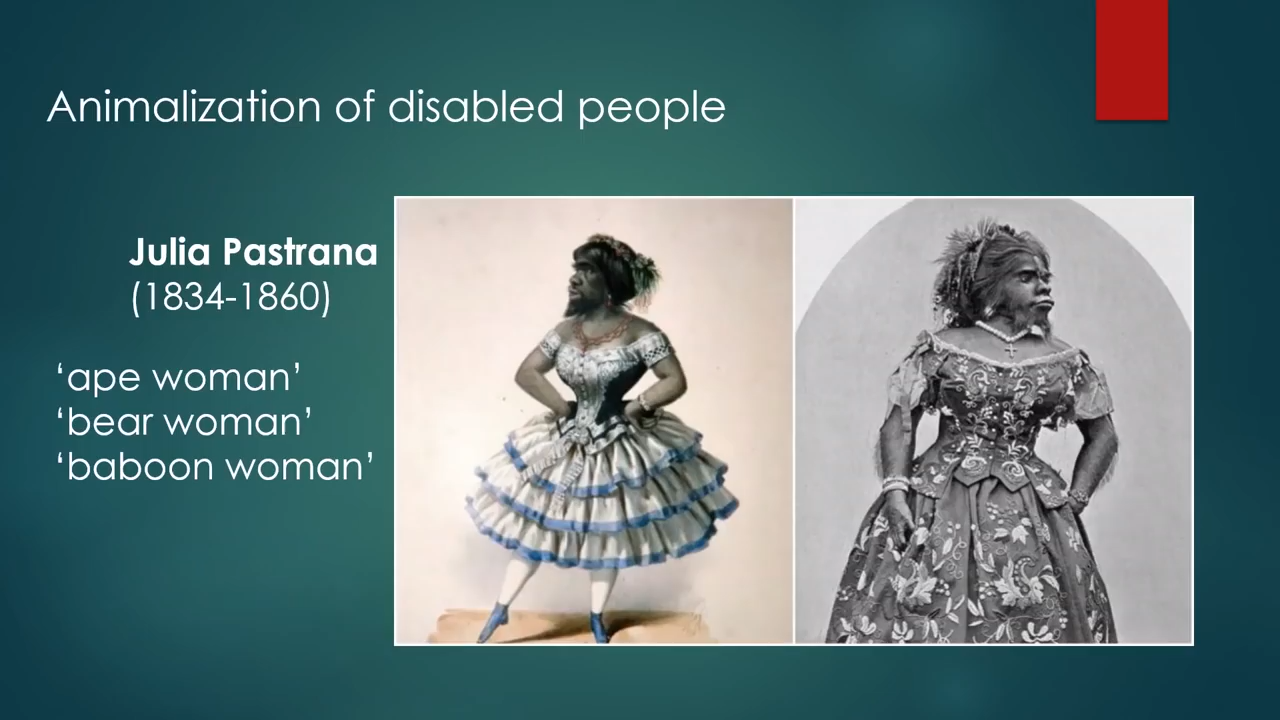 Animalization of disabled people
Julia Pastrana
(1834-1860)
‘ape woman’
‘bear woman’
‘baboon woman’